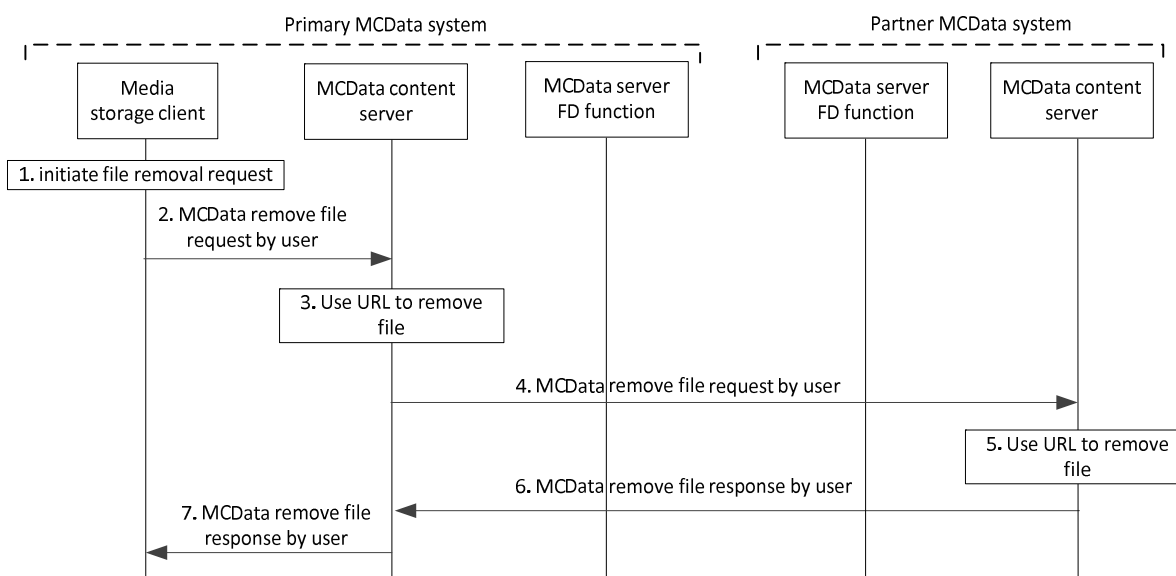 Primary MCData system
Partner MCData system
Media
storage client
MCData content
server
MCData server
FD function
MCData server
FD function
MCData content
server
1. initiate file removal request
2. MCData remove file
request by user
3. Use URL to remove
file
4. MCData remove file request by user
5. Use URL to remove
file
6. MCData remove file response by user
7. MCData remove file
response by user